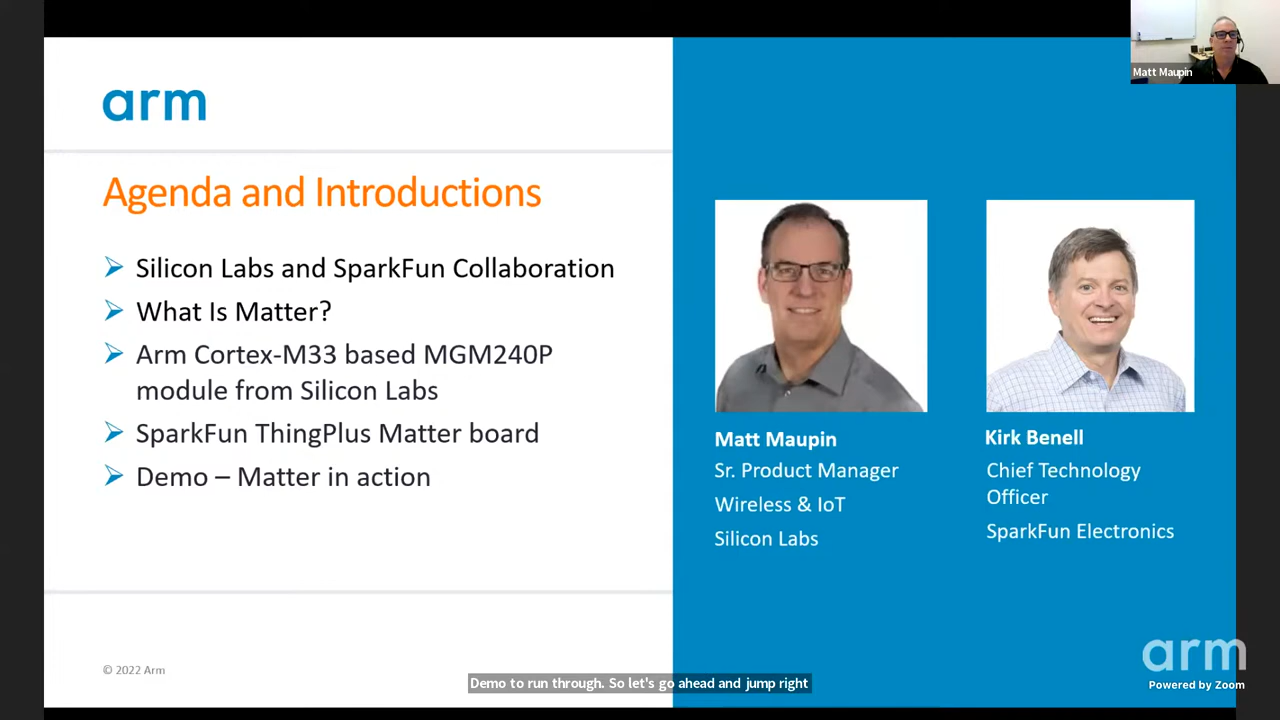 Matt Maupin
arm
Agenda and Introductions
Silicon Labs and SparkFun Collaboration
What Is Matter?
Arm Cortex-M33 based MGM240P
module from Silicon Labs
SparkFun ThingPlus Matter board
Demo – Matter in action
Matt Maupin
Sr. Product Manager
Wireless & IoT
Silicon Labs
Kirk Benell
Chief Technology
Officer
SparkFun Electronics
© 2022 Arm
Demo to run through. So let's go ahead and jump right
arm
Powered by Zoom